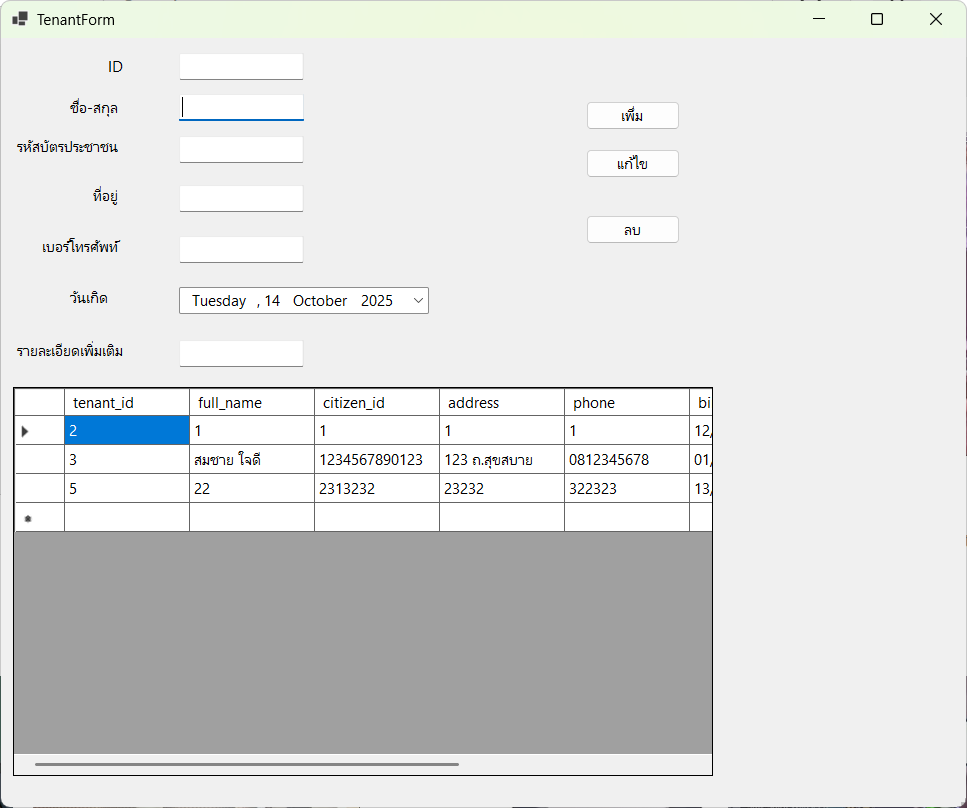 TenantForm
ID
ชื่อ-สกุล
เพิ่ม
รหัสบัตรประชาชน
แก้ไข
ที่อยู่
ลบ
เบอร์โทรศัพท์
วันเกิด
Tuesday , 14 October 2025
รายละเอียดเพิ่มเติม
tenant_id full_name citizen_id address phone bi
2 1 1 1 1 12/
3 สมชาย ใจดี 1234567890123 123 ถ.สุขสบาย 0812345678 01/
5 22 2313232 23232 322323 13/